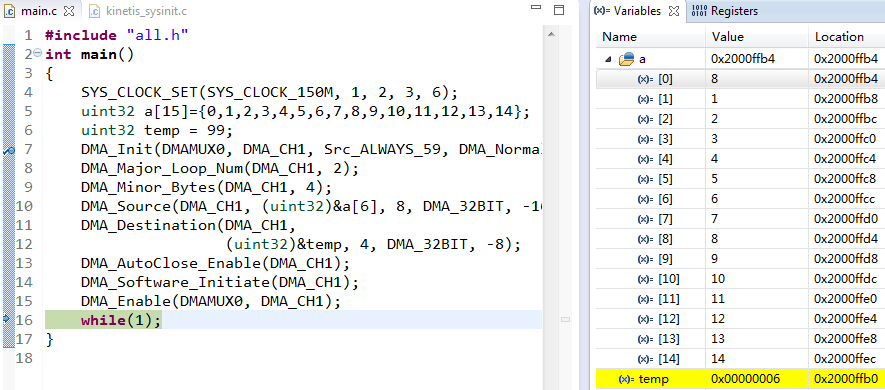 main.c kinetis_sysinit.c
1 #include "all.h"
2 int main()
3 {
4 SYS_CLOCK_SET(SYS_CLOCK_150M, 1, 2, 3, 6);
5 uint32 a[15]={0,1,2,3,4,5,6,7,8,9,10,11,12,13,14};
6 uint32 temp = 99;
7 DMA_Init(DMAMUX0, DMA_CH1, Src_ALWAYS_59, DMA_Norma
8 DMA_Major_Loop_Num(DMA_CH1, 2);
9 DMA_Minor_Bytes(DMA_CH1, 4);
10 DMA_Source(DMA_CH1, (uint32)&a[6], 8, DMA_32BIT, -16
11 DMA_Destination(DMA_CH1,
12 (uint32)&temp, 4, DMA_32BIT, -8);
13 DMA_AutoClose_Enable(DMA_CH1);
14 DMA_Software_Initiate(DMA_CH1);
15 DMA_Enable(DMAMUX0, DMA_CH1);
16 while(1);
17 }
18
(x)= Variables 1010 0101 Registers
Name Value Location
a 0x2000ffb4 0x2000ffb4
(x)= [0] 8 0x2000ffb4
(x)= [1] 1 0x2000ffb8
(x)= [2] 2 0x2000ffbc
(x)= [3] 3 0x2000ffc0
(x)= [4] 4 0x2000ffc4
(x)= [5] 5 0x2000ffc8
(x)= [6] 6 0x2000ffcc
(x)= [7] 7 0x2000ffd0
(x)= [8] 8 0x2000ffd4
(x)= [9] 9 0x2000ffd8
(x)= [10] 10 0x2000ffdc
(x)= [11] 11 0x2000ffe0
(x)= [12] 12 0x2000ffe4
(x)= [13] 13 0x2000ffe8
(x)= [14] 14 0x2000ffec
(x)= temp 0x00000006 0x2000ffb0